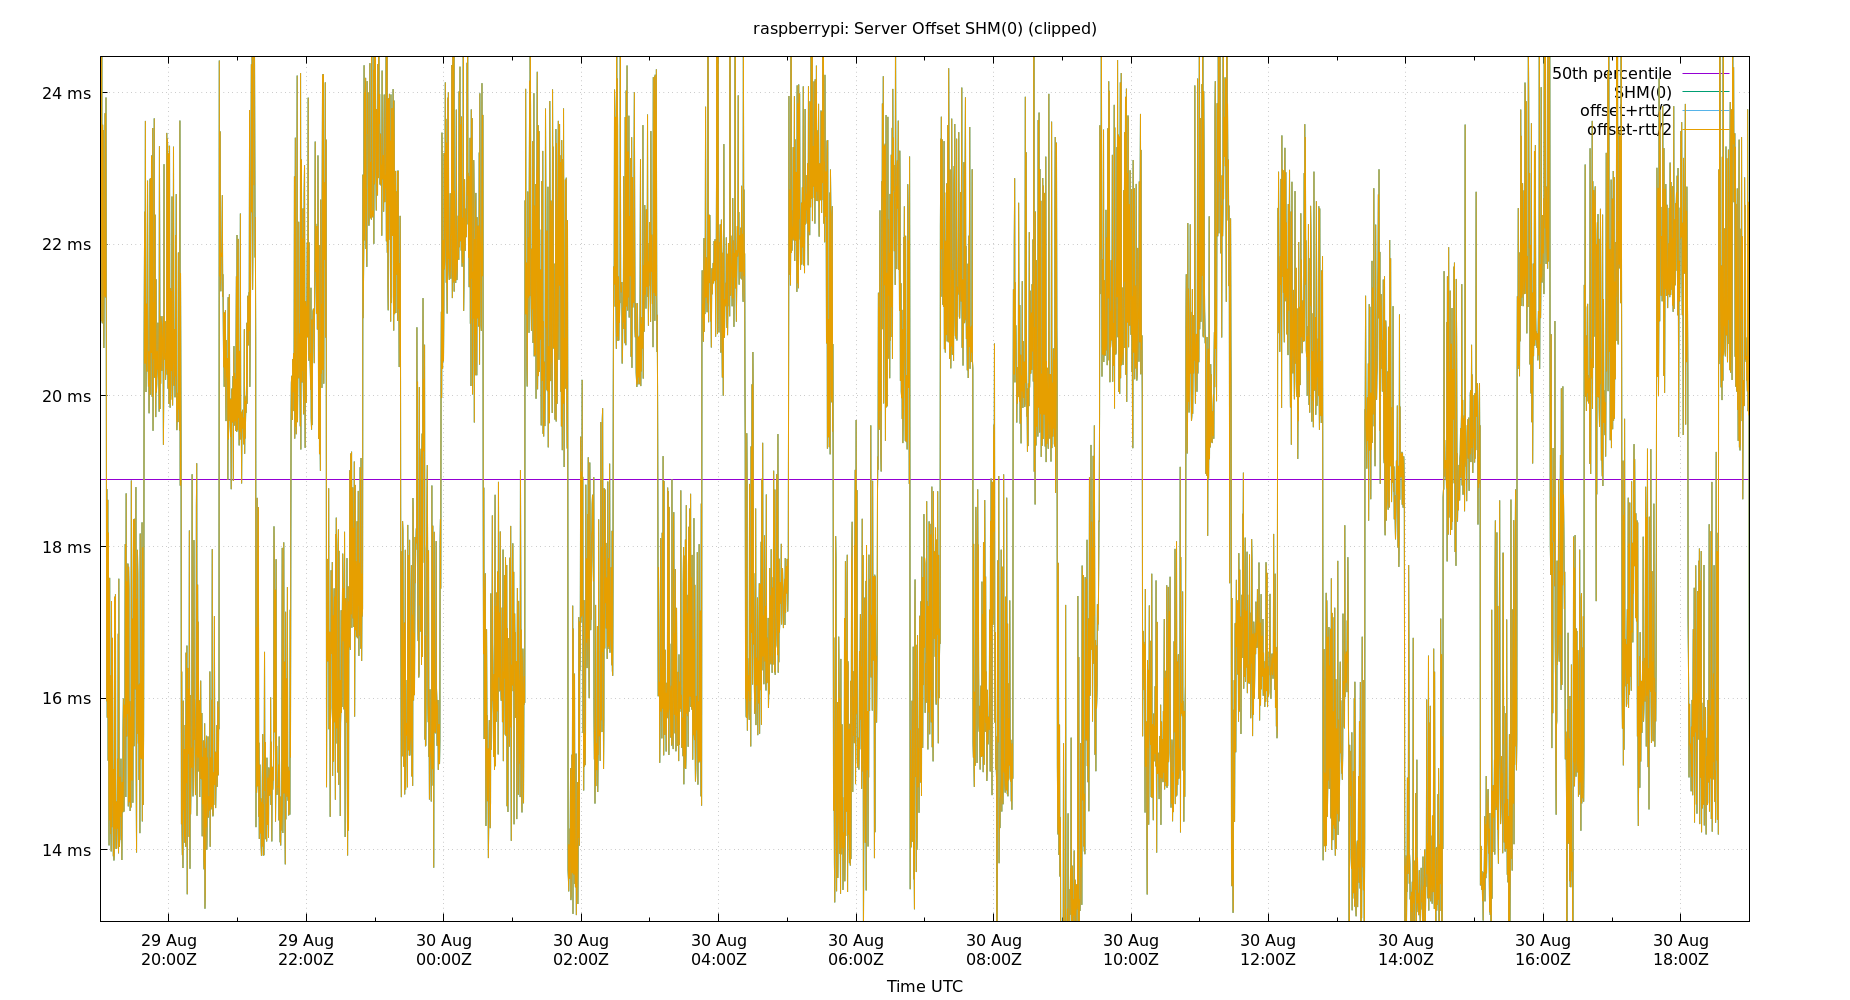 raspberrypi: Server Offset SHM(0) (clipped)
50th percentile
SHM(0)
offset+rtt/2
offset-rtt/2
24 ms
22 ms
20 ms
18 ms
16 ms
14 ms
29 Aug 29 Aug 30 Aug 30 Aug 30 Aug 30 Aug 30 Aug 30 Aug 30 Aug 30 Aug 30 Aug 30 Aug
20:00Z 22:00Z 00:00Z 02:00Z 04:00Z 06:00Z 08:00Z 10:00Z 12:00Z 14:00Z 16:00Z 18:00Z
Time UTC